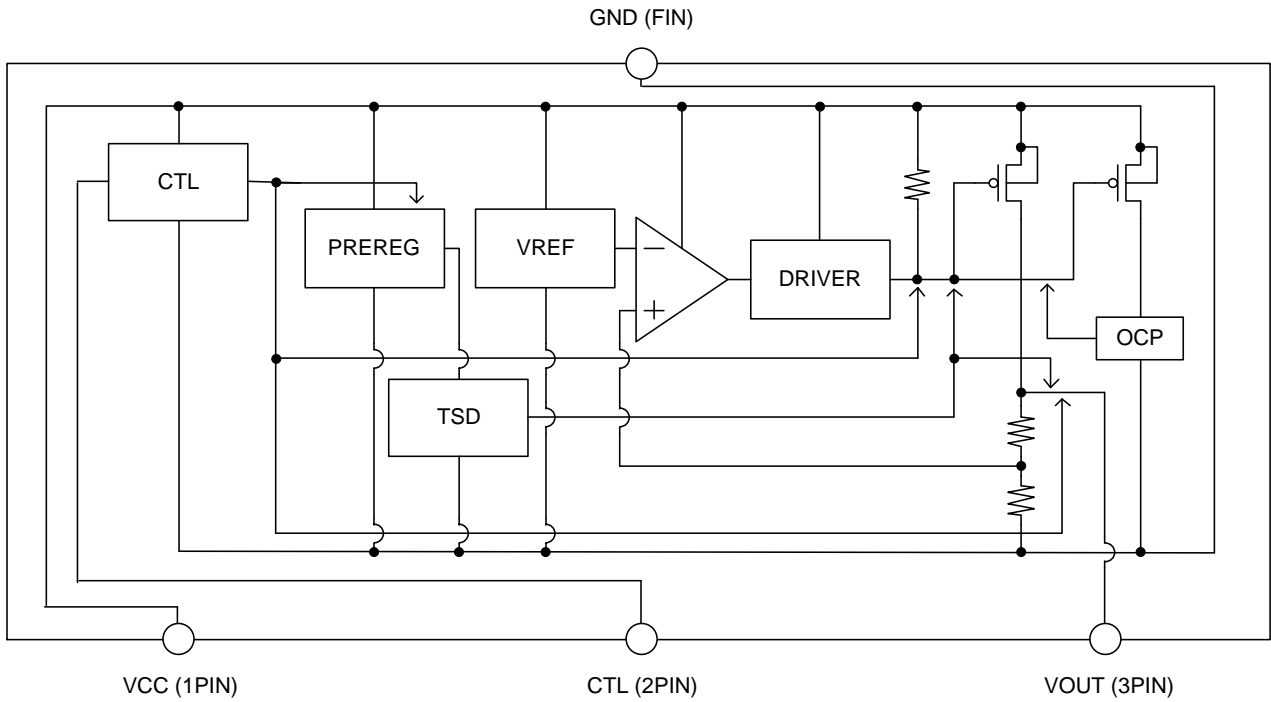 GND (FIN)
CTL
PREREG
VREF
DRIVER
OCP
TSD
VCC (1PIN)
CTL (2PIN)
VOUT (3PIN)